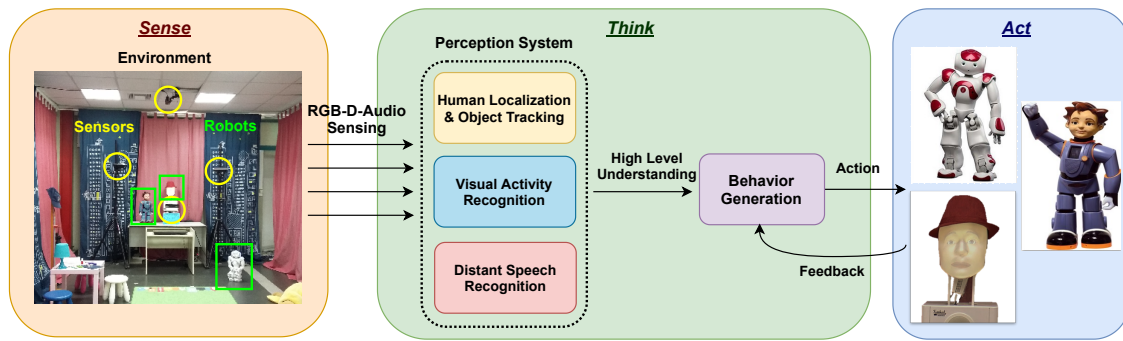 Sense
Environment
Sensors
Robots
RGB-D-Audio
Sensing
Think
Perception System
Human Localization
& Object Tracking
Visual Activity
Recognition
Distant Speech
Recognition
High Level
Understanding
Behavior
Generation
Action
Feedback
Act